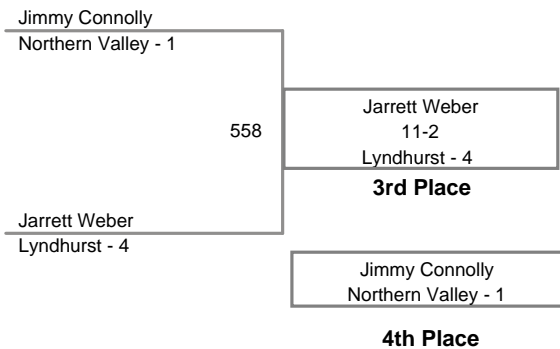 Jimmy Connolly
Northern Valley - 1
558
Jarrett Weber
11-2
Lyndhurst - 4
3rd Place
Jarrett Weber
Lyndhurst - 4
Jimmy Connolly
Northern Valley - 1
4th Place